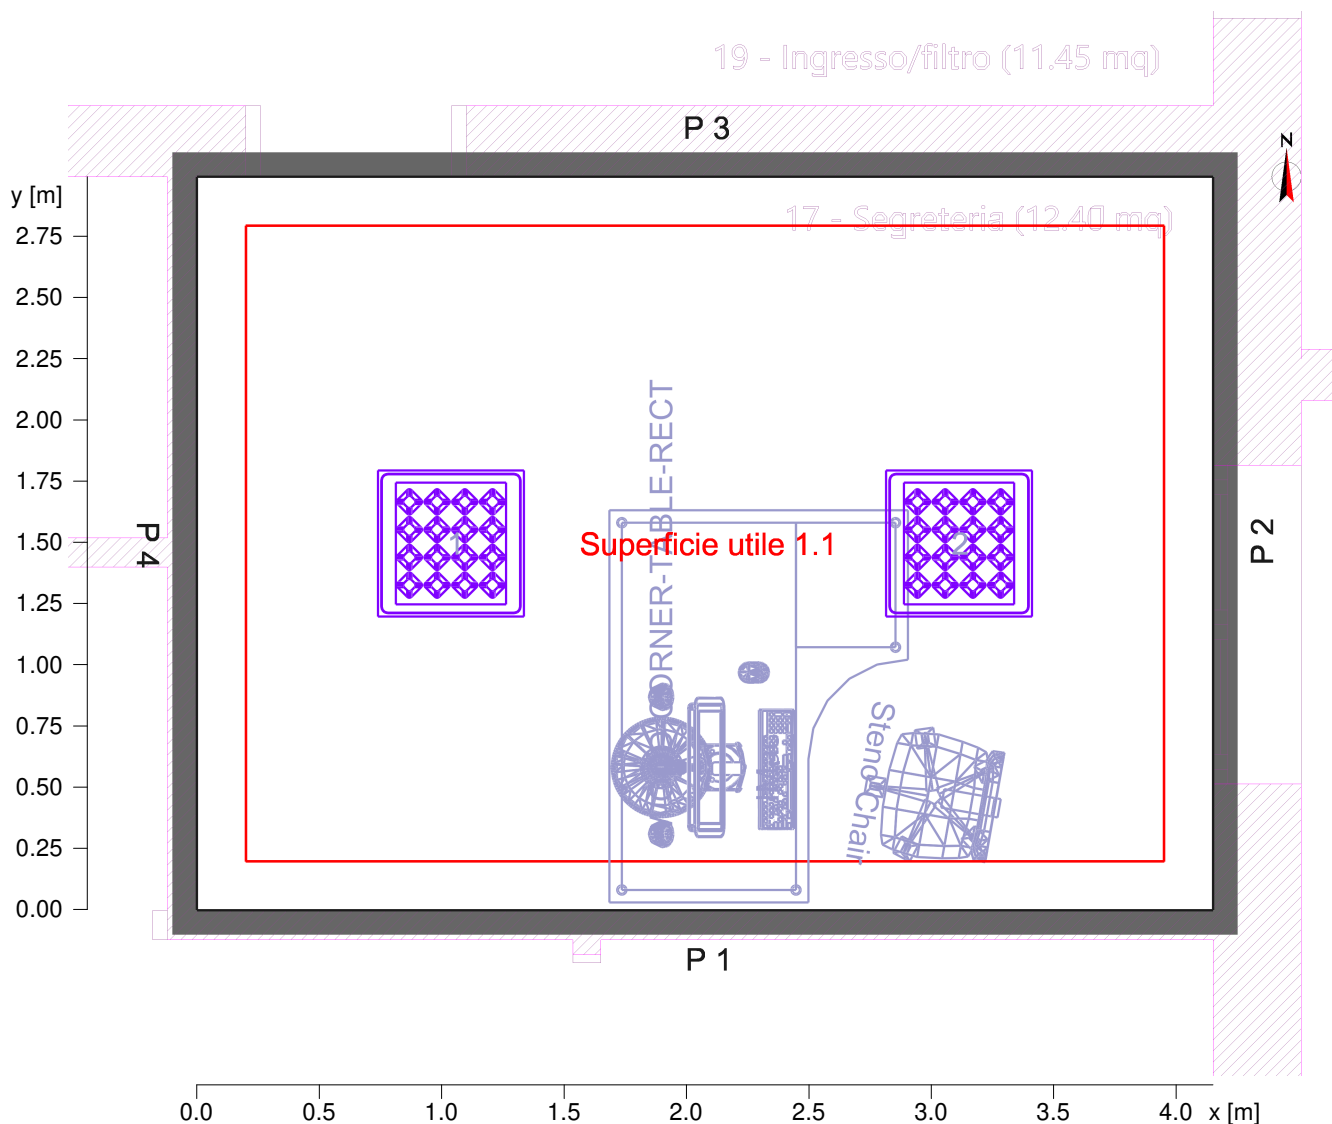 19 - Ingresso/filtro (11.45 mq)
P 3
N
y [m]
17 - Segreteria (12.40 mq)
2.75
2.50
2.25
2.00
CORNER-TABLE-RECT
1.75
1.50
P 4
1
Superficie utile 1.1
2
P 2
1.25
1.00
0.75
Steno Chair
0.50
0.25
0.00
P 1
0.0 0.5 1.0 1.5 2.0 2.5 3.0 3.5 4.0 x [m]